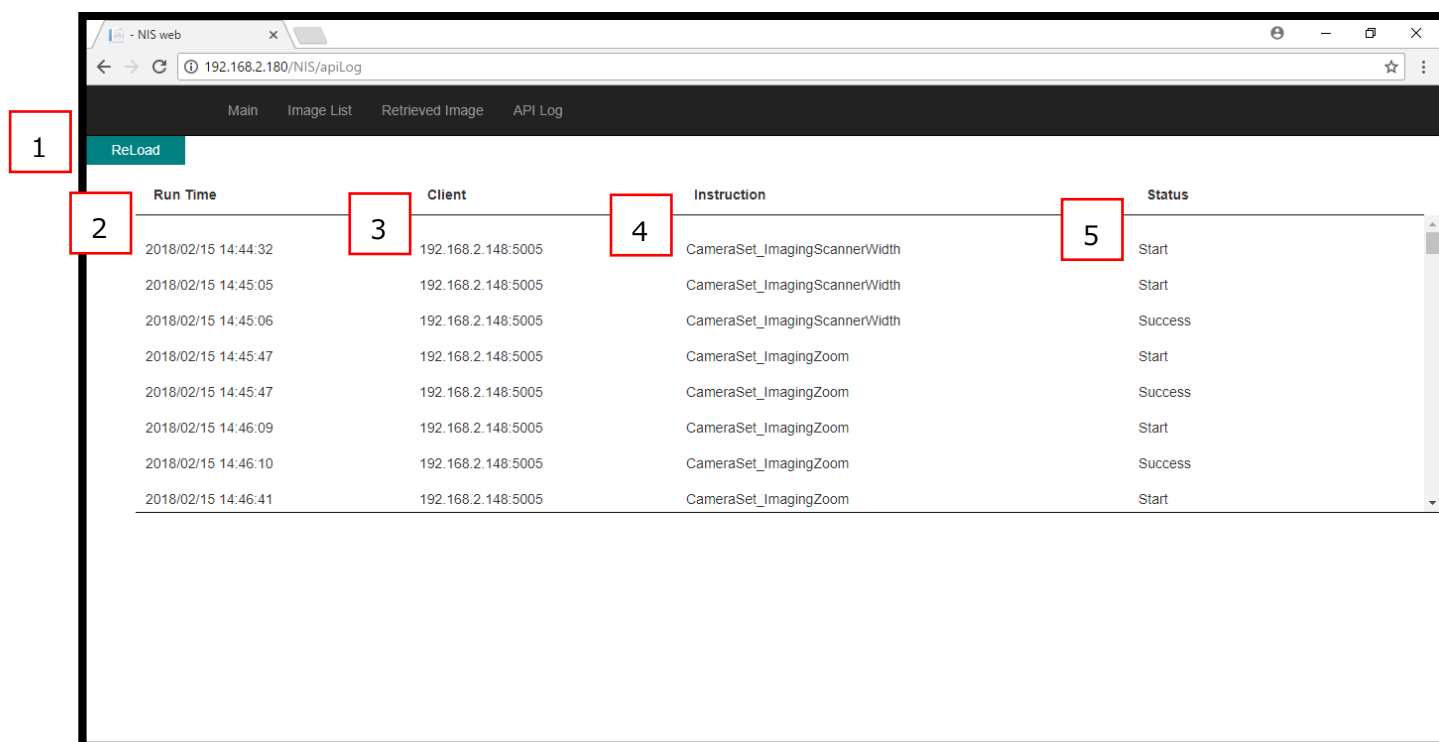 - NIS web
192.168.2.180/NIS/apiLog
Main Image List Retrieved Image API Log
1
ReLoad
Run Time Client Instruction Status
2 3 4 5
2018/02/15 14:44:32 192.168.2.148:5005 CameraSet_ImagingScannerWidth Start
2018/02/15 14:45:05 192.168.2.148:5005 CameraSet_ImagingScannerWidth Start
2018/02/15 14:45:06 192.168.2.148:5005 CameraSet_ImagingScannerWidth Success
2018/02/15 14:45:47 192.168.2.148:5005 CameraSet_ImagingZoom Start
2018/02/15 14:45:47 192.168.2.148:5005 CameraSet_ImagingZoom Success
2018/02/15 14:46:09 192.168.2.148:5005 CameraSet_ImagingZoom Start
2018/02/15 14:46:10 192.168.2.148:5005 CameraSet_ImagingZoom Success
2018/02/15 14:46:41 192.168.2.148:5005 CameraSet_ImagingZoom Start